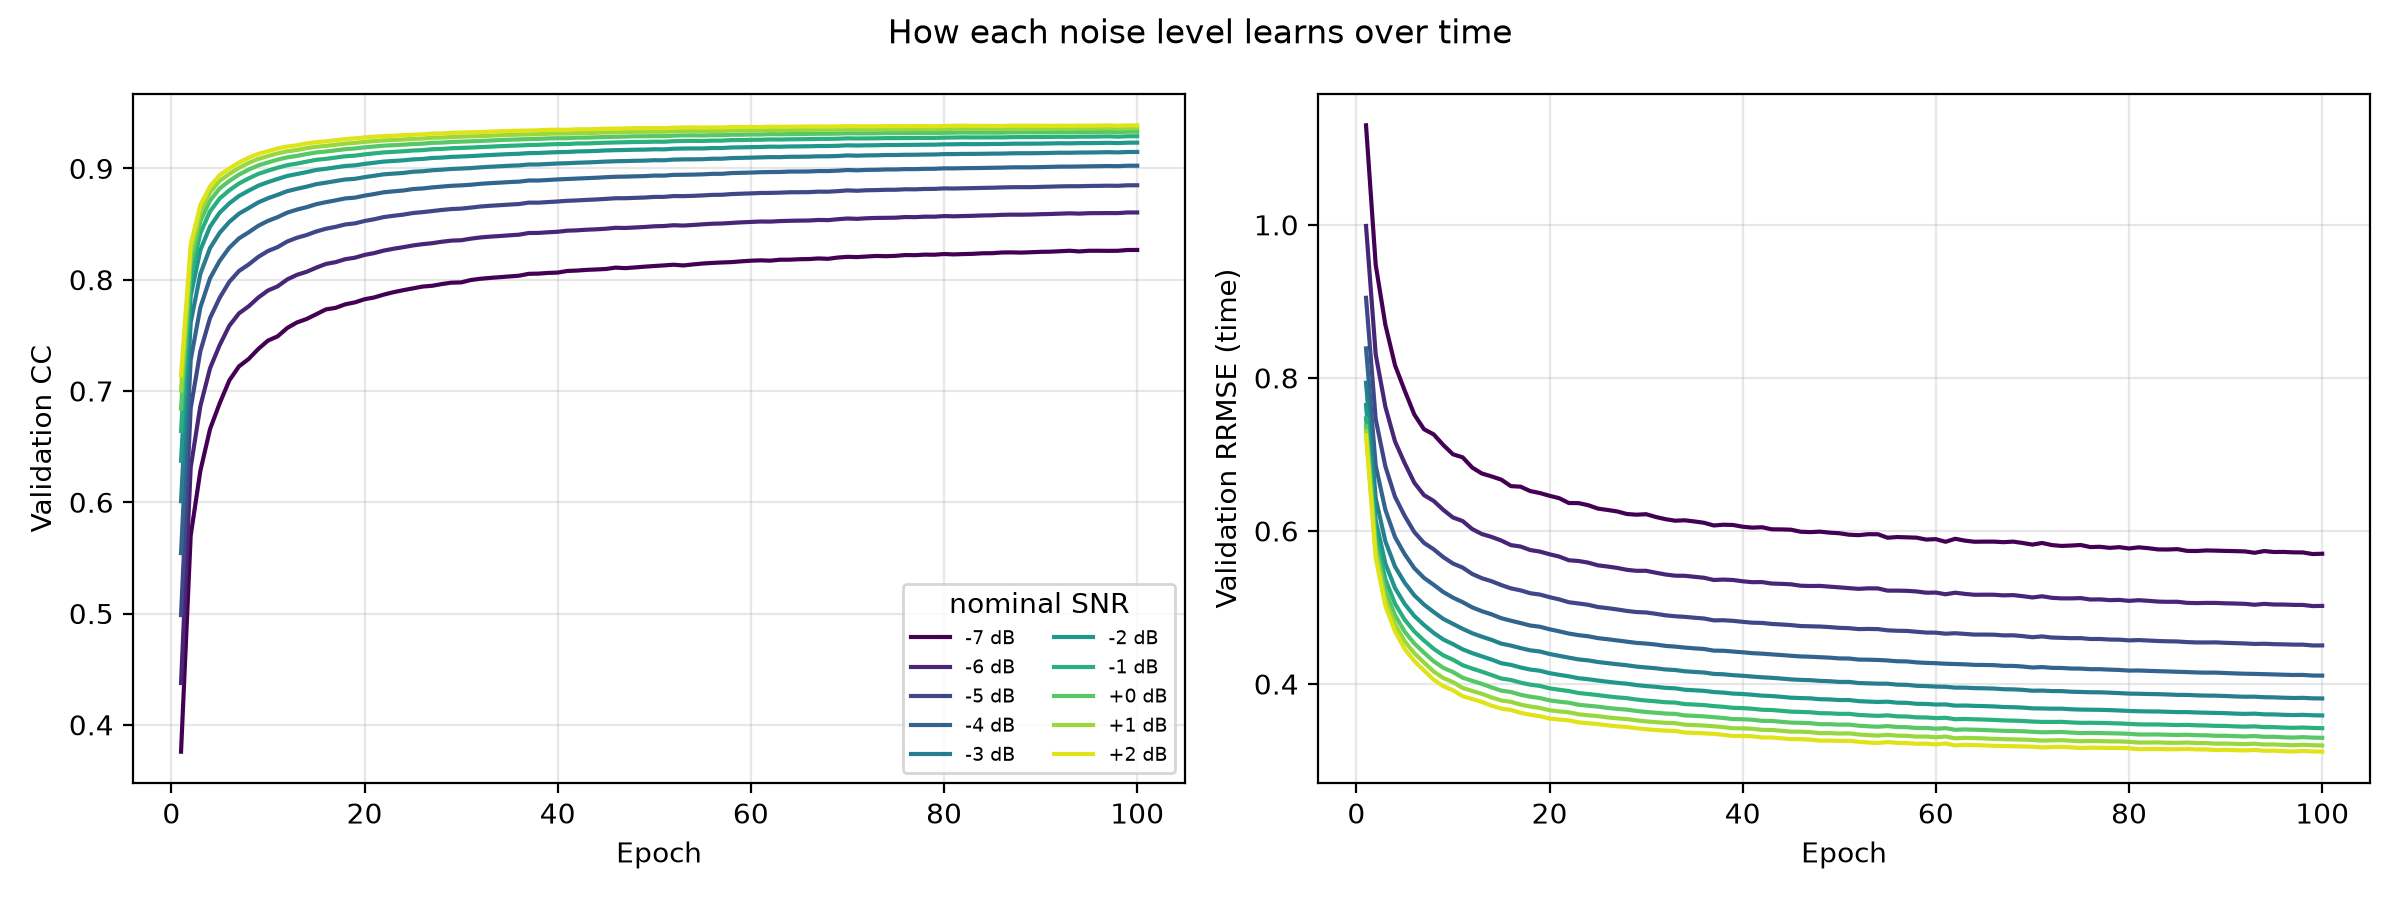 How each noise level learns over time
Validation CC
0.9
0.8
0.7
0.6
0.5
0.4
0 20 40 60 80 100
Epoch
nominal SNR
-7 dB -2 dB
-6 dB -1 dB
-5 dB +0 dB
-4 dB +1 dB
-3 dB +2 dB
Validation RRMSE (time)
1.0
0.8
0.6
0.4
0 20 40 60 80 100
Epoch